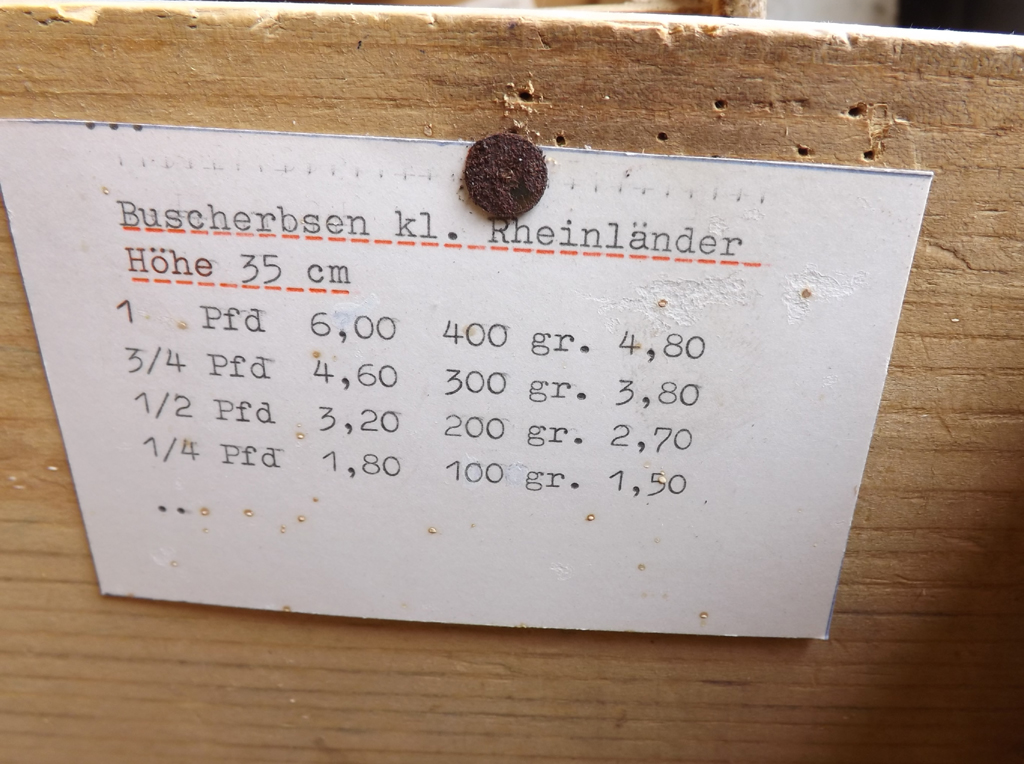 Buscherbsen kl. Rheinländer
Höhe 35 cm
1 Pfd 6,00 400 gr. 4,80
3/4 Pfd 4,60 300 gr. 3,80
1/2 Pfd 3,20 200 gr. 2,70
1/4 Pfd 1,80 100 gr. 1,50
..